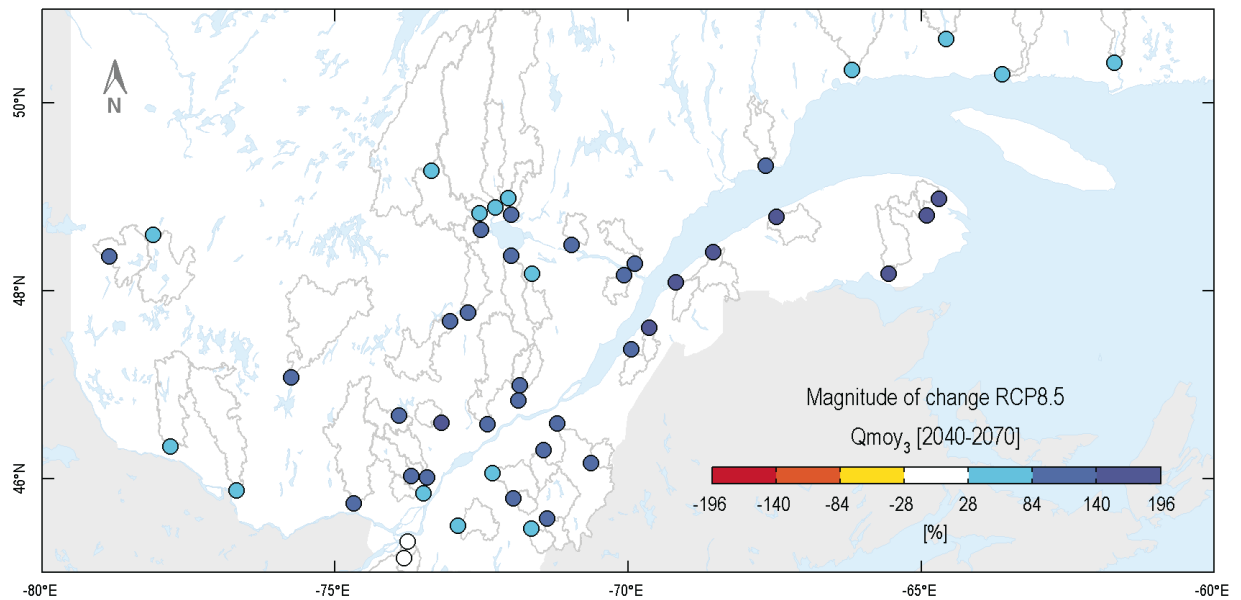 N
50°N
48°N
46°N
Magnitude of change RCP8.5
Qmoy3 [2040-2070]
-196 -140 -84 -28 28 84 140 196
[%]
-80°E -75°E -70°E -65°E -60°E